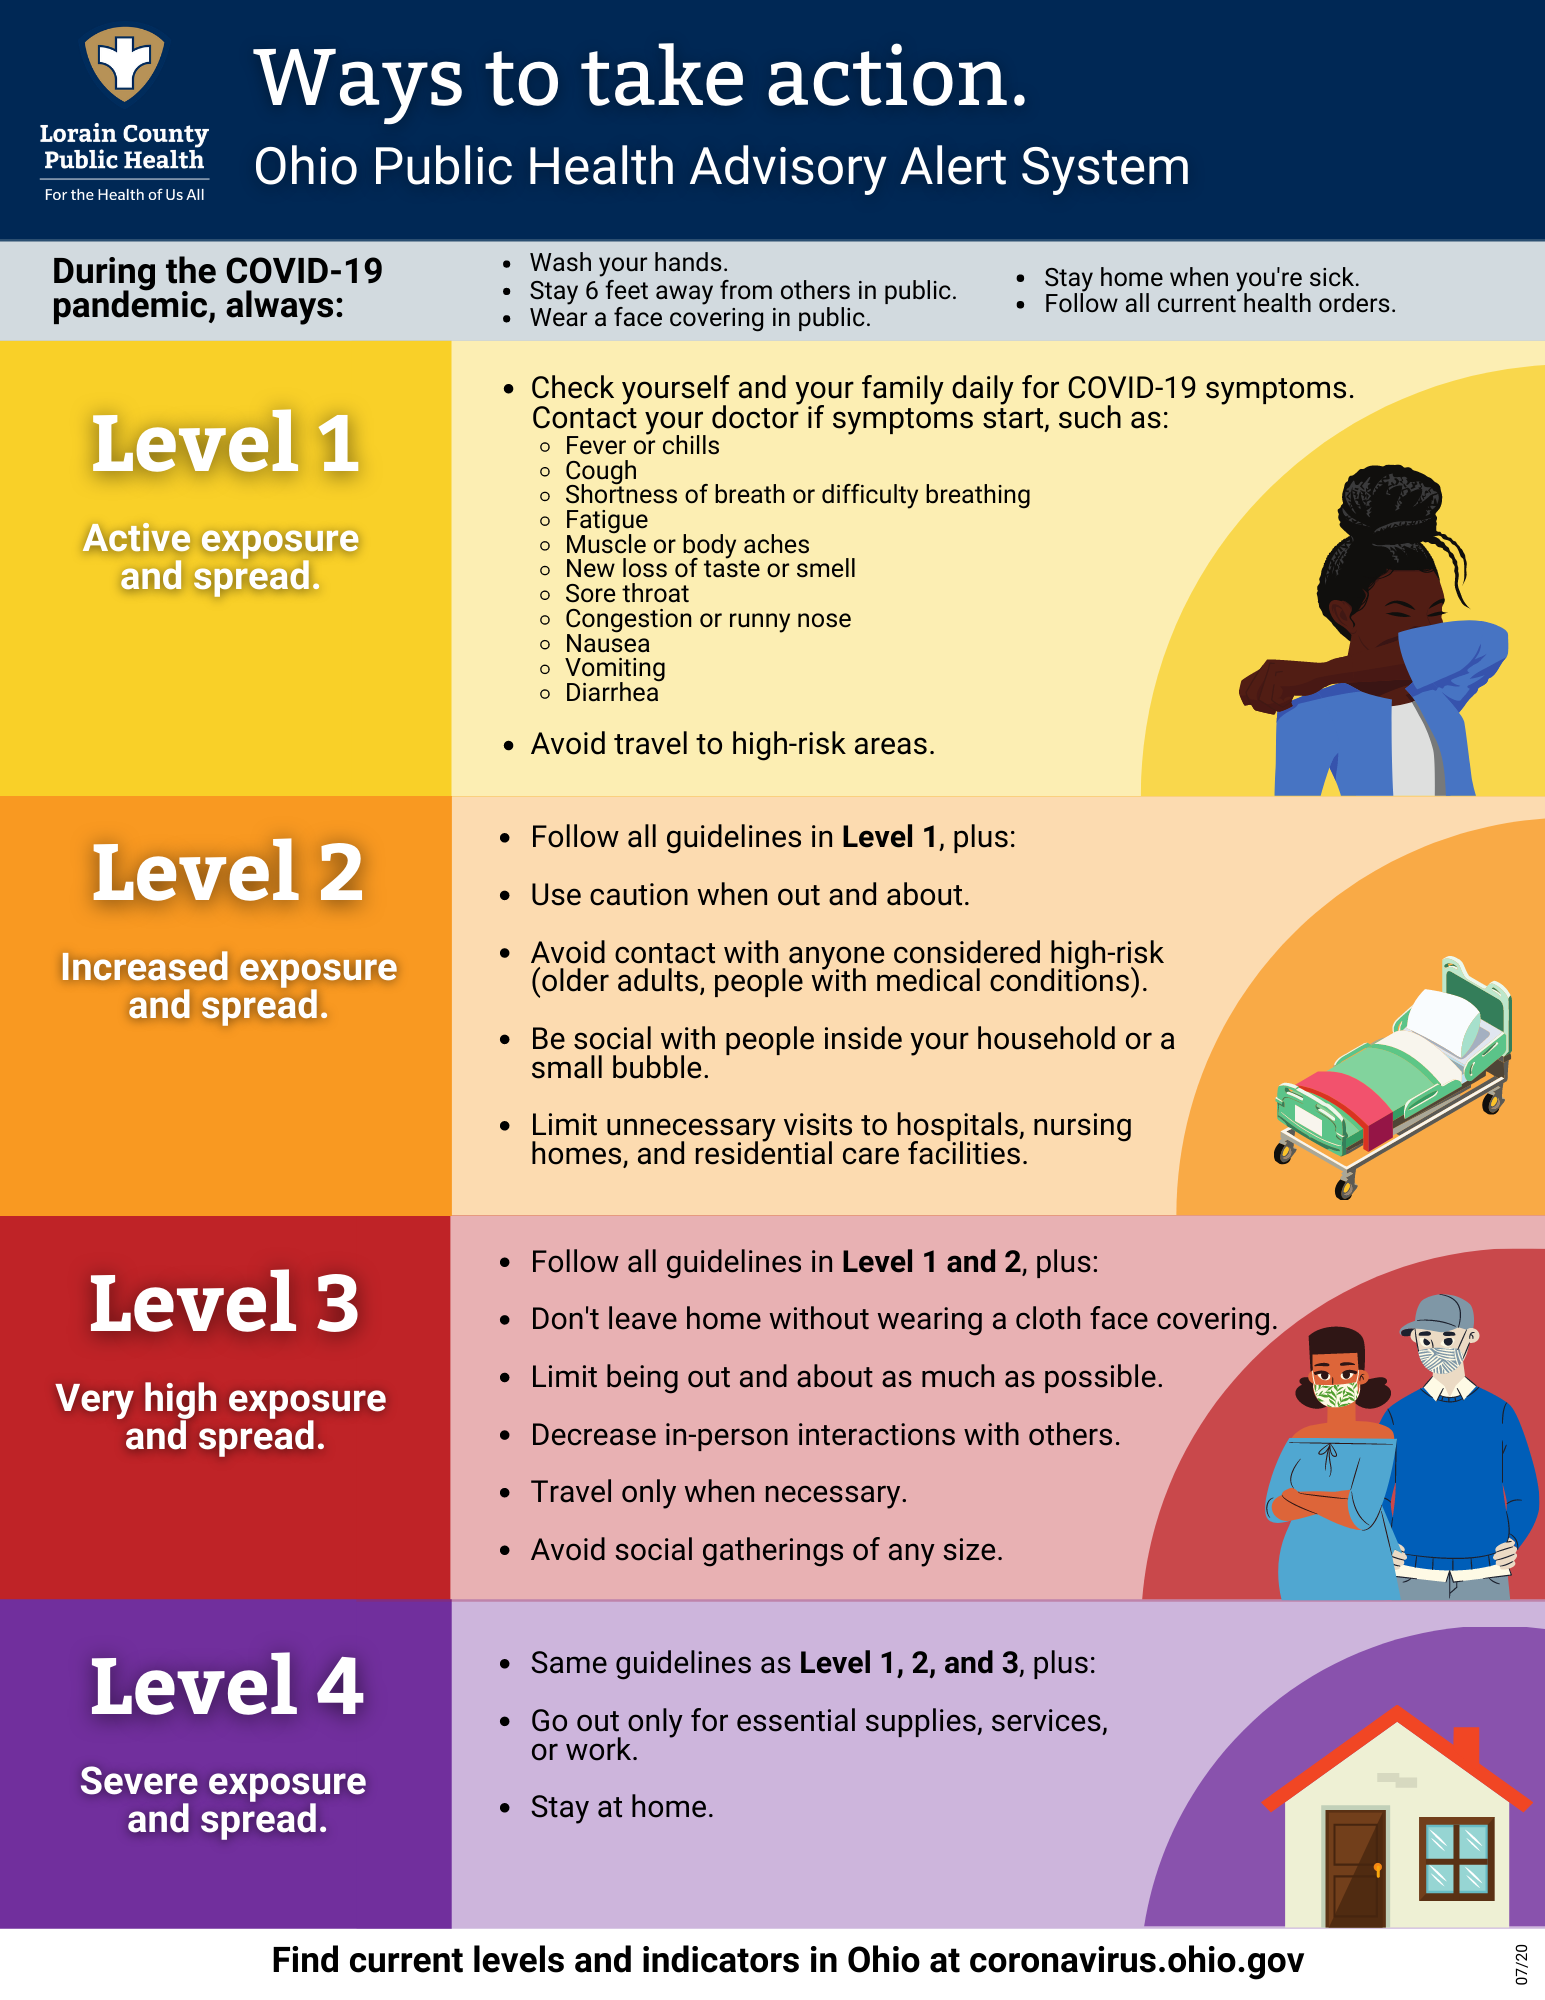 Lorain County
Public Health
For the Health of Us All
Ways to take action.
Ohio Public Health Advisory Alert System
During the COVID-19
pandemic, always:
• Wash your hands.
• Stay 6 feet away from others in public.
• Wear a face covering in public.
• Stay home when you're sick.
• Follow all current health orders.
Level 1
Active exposure
and spread.
• Check yourself and your family daily for COVID-19 symptoms.
Contact your doctor if symptoms start, such as:
◦ Fever or chills
◦ Cough
◦ Shortness of breath or difficulty breathing
◦ Fatigue
◦ Muscle or body aches
◦ New loss of taste or smell
◦ Sore throat
◦ Congestion or runny nose
◦ Nausea
◦ Vomiting
◦ Diarrhea
• Avoid travel to high-risk areas.
Level 2
Increased exposure
and spread.
• Follow all guidelines in Level 1, plus:
• Use caution when out and about.
• Avoid contact with anyone considered high-risk
(older adults, people with medical conditions).
• Be social with people inside your household or a
small bubble.
• Limit unnecessary visits to hospitals, nursing
homes, and residential care facilities.
Level 3
Very high exposure
and spread.
• Follow all guidelines in Level 1 and 2, plus:
• Don't leave home without wearing a cloth face covering.
• Limit being out and about as much as possible.
• Decrease in-person interactions with others.
• Travel only when necessary.
• Avoid social gatherings of any size.
Level 4
Severe exposure
and spread.
• Same guidelines as Level 1, 2, and 3, plus:
• Go out only for essential supplies, services,
or work.
• Stay at home.
Find current levels and indicators in Ohio at coronavirus.ohio.gov
07/20